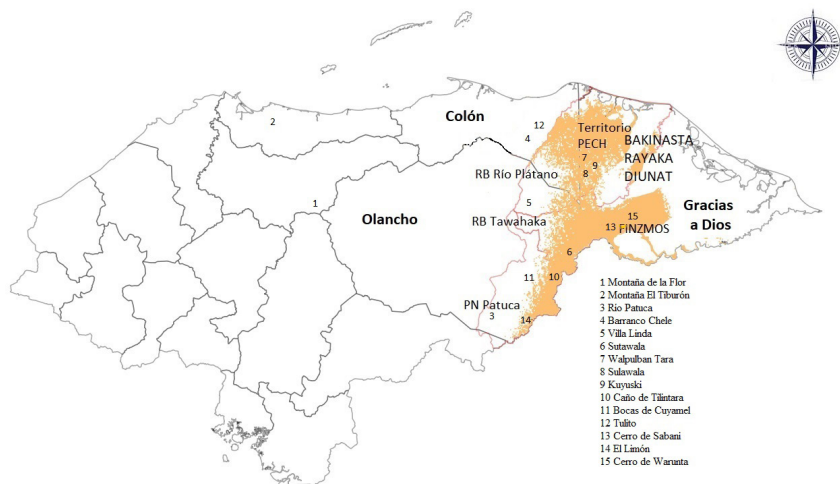 2
Colón
12
4
Territorio
PECH
7
9
8
BAKINASTA
RAYAKA
DIUNAT
RB Río Plátano
5
1
Olancho
RB Tawahaka
15
13 FINZMOS
Gracias
a Dios
6
11
10
PN Patuca
3
14
1 Montaña de la Flor
2 Montaña El Tiburón
3 Río Patuca
4 Barranco Chele
5 Villa Linda
6 Sutawala
7 Walpulban Tara
8 Sulawala
9 Kuyuski
10 Caño de Tilintara
11 Bocas de Cuyamel
12 Tulito
13 Cerro de Sabani
14 El Limón
15 Cerro de Warunta